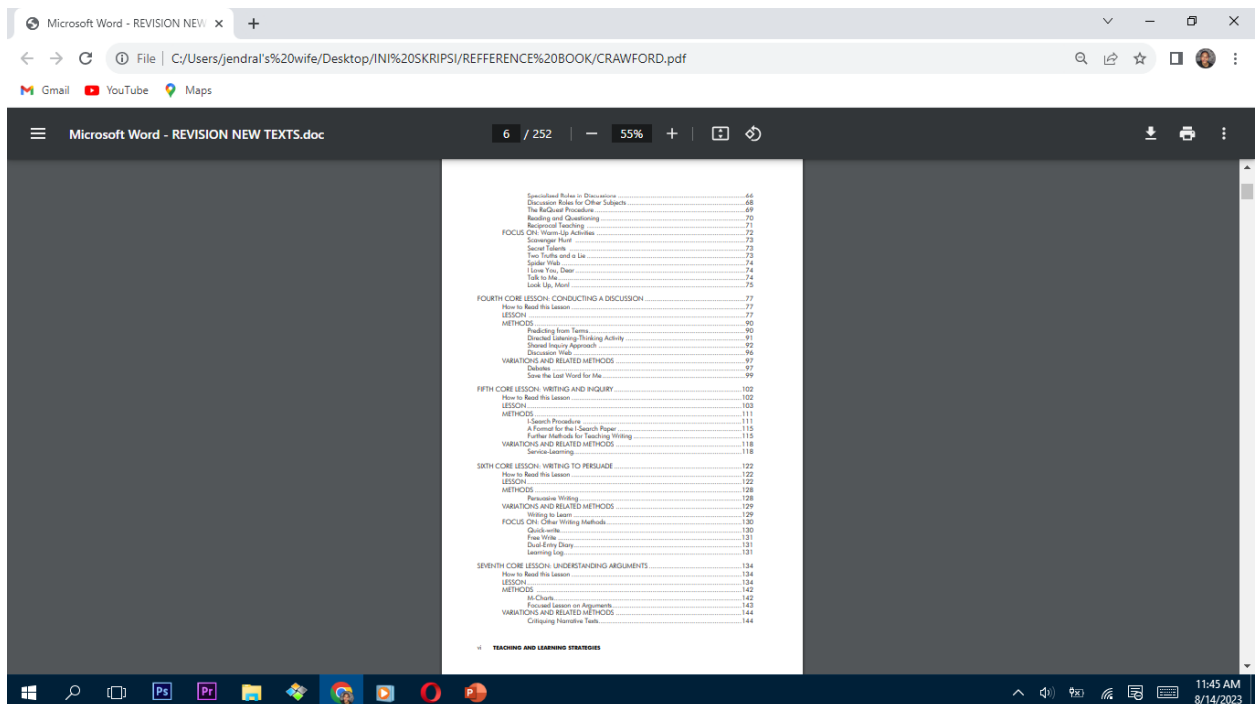 Microsoft Word - REVISION NEW
File | C:/Users/jendral's%20wife/Desktop/INI%20SKRIPSI/REFFERENCE%20BOOK/CRAWFORD.pdf
Gmail YouTube Maps
Microsoft Word - REVISION NEW TEXTS.doc 6 / 252 55%
Specialized Roles in Discussions 66
Discussion Roles for Other Subjects 68
The ReQuest Procedure 69
Reading and Questioning 70
Reciprocal Teaching 71
FOCUS ON: Warm-Up Activities 72
Scavenger Hunt 73
Secret Talents 73
Two Truths and a Lie 73
Spider Web 74
I Love You, Dear 74
Talk to Me 74
Look Up, Mon! 75
FOURTH CORE LESSON: CONDUCTING A DISCUSSION 77
How to Read this Lesson 77
LESSON 77
METHODS 90
Predicting from Terms 90
Directed Listening-Thinking Activity 91
Shared Inquiry Approach 92
Discussion Web 96
VARIATIONS AND RELATED METHODS 97
Debates 97
Save the Last Word for Me 99
FIFTH CORE LESSON: WRITING AND INQUIRY 102
How to Read this Lesson 102
LESSON 103
METHODS 111
I-Search Procedure 111
A Format for the I-Search Paper 115
Further Methods for Teaching Writing 115
VARIATIONS AND RELATED METHODS 118
Service-Learning 118
SIXTH CORE LESSON: WRITING TO PERSUADE 122
How to Read this Lesson 122
LESSON 122
METHODS 128
Persuasive Writing 128
VARIATIONS AND RELATED METHODS 129
Writing to Learn 129
FOCUS ON: Other Writing Methods 130
Quick-write 130
Free Write 131
Dual-Entry Diary 131
Learning Log 131
SEVENTH CORE LESSON: UNDERSTANDING ARGUMENTS 134
How to Read this Lesson 134
LESSON 134
METHODS 142
M-Charts 142
Focused Lesson on Arguments 143
VARIATIONS AND RELATED METHODS 144
Critiquing Narrative Texts 144
vi TEACHING AND LEARNING STRATEGIES
Ps Pr
11:45 AM
8/14/2023